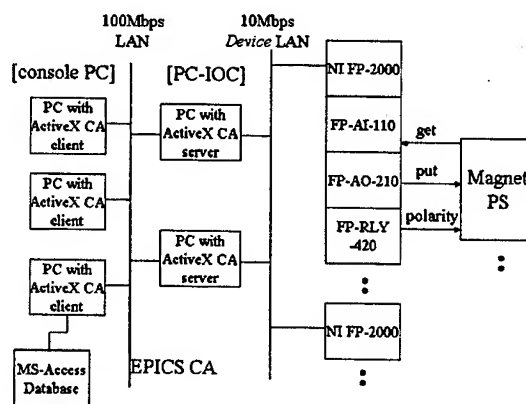 100Mbps
LAN
10Mbps
Device LAN
[console PC]
[PC-IOC]
PC with
ActiveX CA
client
PC with
ActiveX CA
client
PC with
ActiveX CA
client
MS-Access
Database
EPICS CA
PC with
ActiveX CA
server
PC with
ActiveX CA
server
NI FP-2000
FP-AI-110
FP-AO-210
FP-RLY
-420
NI FP-2000
get
put
polarity
Magnet
PS